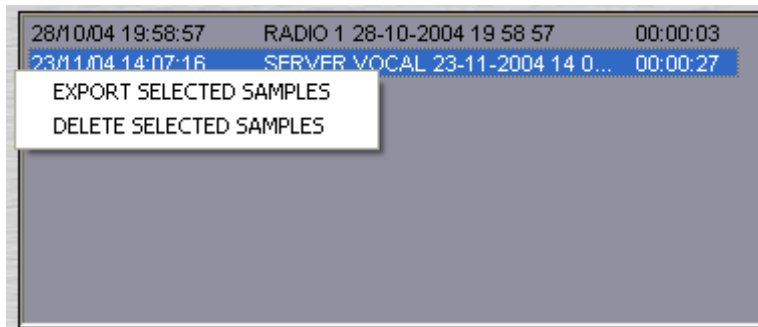 28/10/04 19:58:57 RADIO 1 28-10-2004 19 58 57 00:00:03
23/11/04 14:07:16 SERVER VOCAL 23-11-2004 14 0... 00:00:27
EXPORT SELECTED SAMPLES
DELETE SELECTED SAMPLES